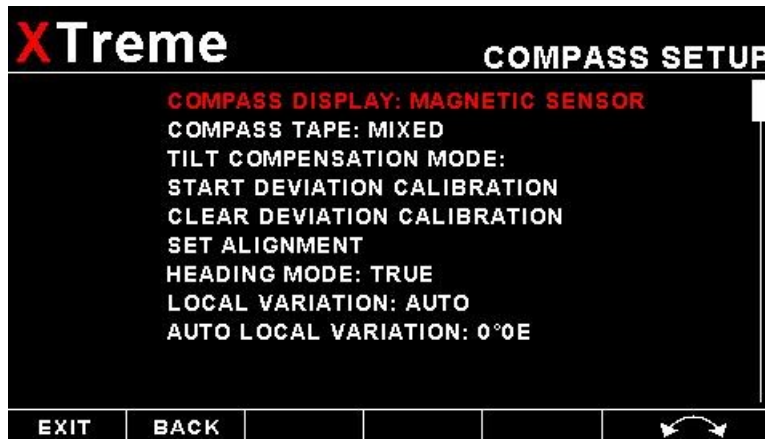 XTreme
COMPASS SETUP
COMPASS DISPLAY: MAGNETIC SENSOR
COMPASS TAPE: MIXED
TILT COMPENSATION MODE:
START DEVIATION CALIBRATION
CLEAR DEVIATION CALIBRATION
SET ALIGNMENT
HEADING MODE: TRUE
LOCAL VARIATION: AUTO
AUTO LOCAL VARIATION: 0°0E
EXIT BACK